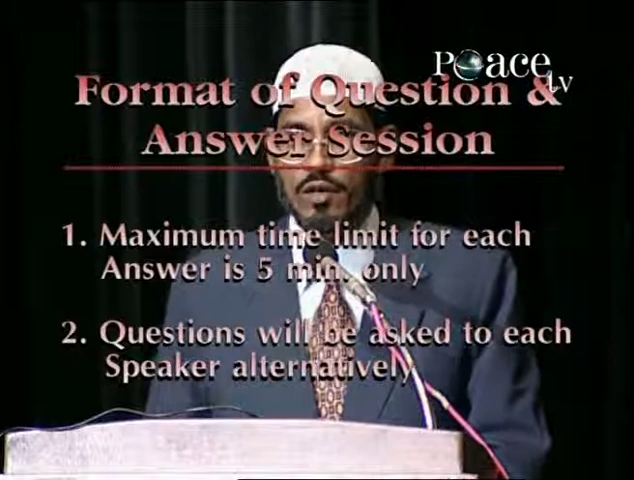 Peace
tv
Format of Question &
Answer Session
1. Maximum time limit for each
Answer is 5 min. only
2. Questions will be asked to each
Speaker alternatively